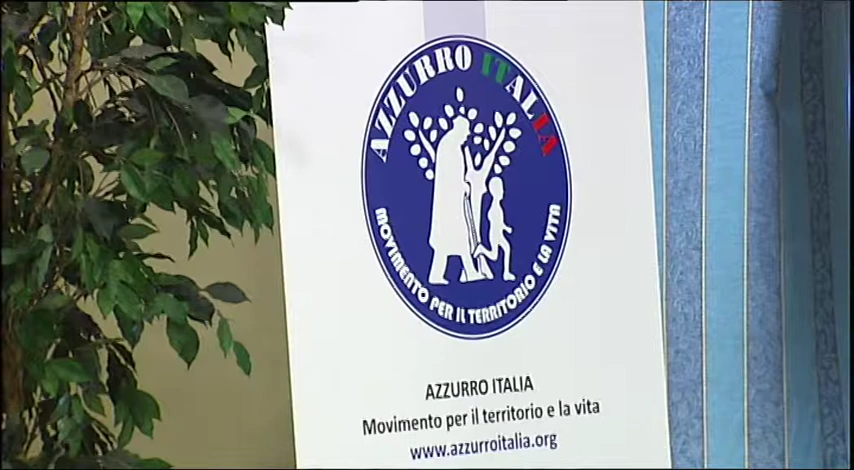 AZZURRO ITALIA
MOVIMENTO PER IL TERRITORIO E LA VITA
AZZURRO ITALIA
Movimento per il territorio e la vita
www.azzurroitalia.org